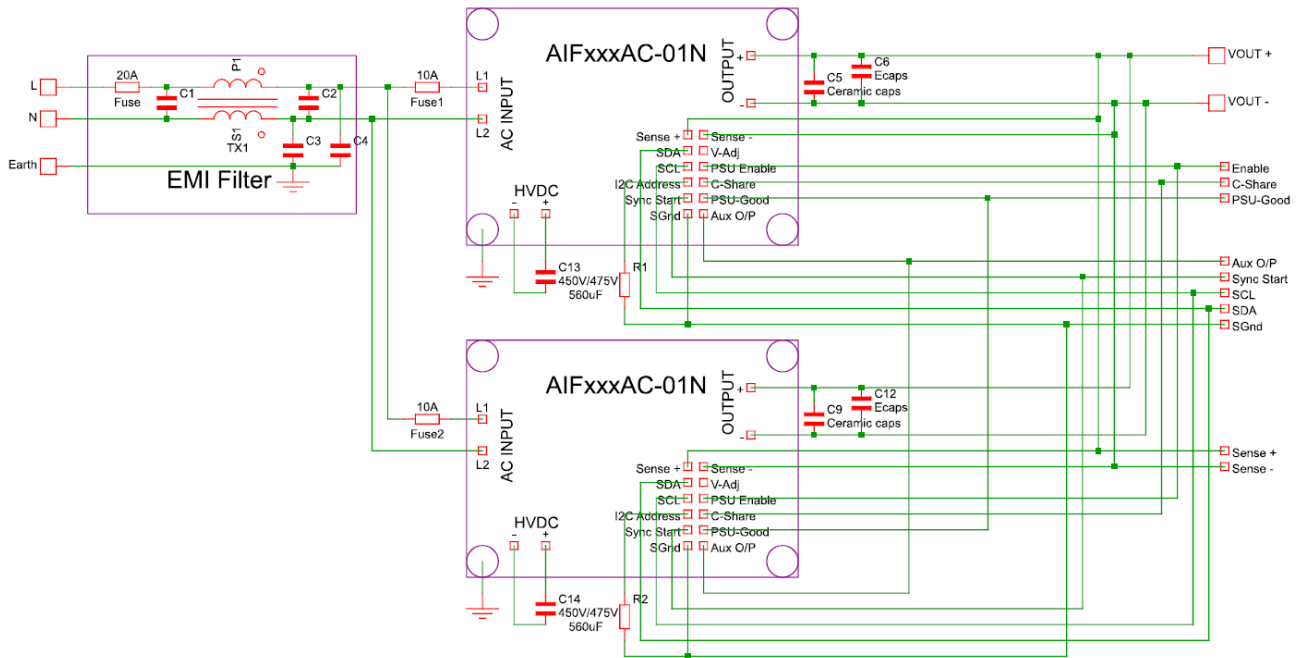 P1
20A
L
Fuse
C1
C2
N
S1
TX1
C3
C4
Earth
EMI Filter
AIFxxxAC-01N
10A
Fuse1
L1
L2
AC INPUT
OUTPUT
+
-
C5
Ceramic caps
C6
Ecaps
VOUT +
VOUT -
Sense +
Sense -
SDA
V-Adj
SCL
PSU Enable
I2C Address
C-Share
Sync Start
PSU-Good
SGnd
Aux O/P
HVDC
-
+
C13
450V/475V
560uF
R1
Enable
C-Share
PSU-Good
Aux O/P
Sync Start
SCL
SDA
SGnd
AIFxxxAC-01N
10A
Fuse2
L1
L2
AC INPUT
OUTPUT
+
-
C9
Ceramic caps
C12
Ecaps
Sense +
Sense -
SDA
V-Adj
SCL
PSU Enable
I2C Address
C-Share
Sync Start
PSU-Good
SGnd
Aux O/P
HVDC
-
+
C14
450V/475V
560uF
R2
Sense +
Sense -